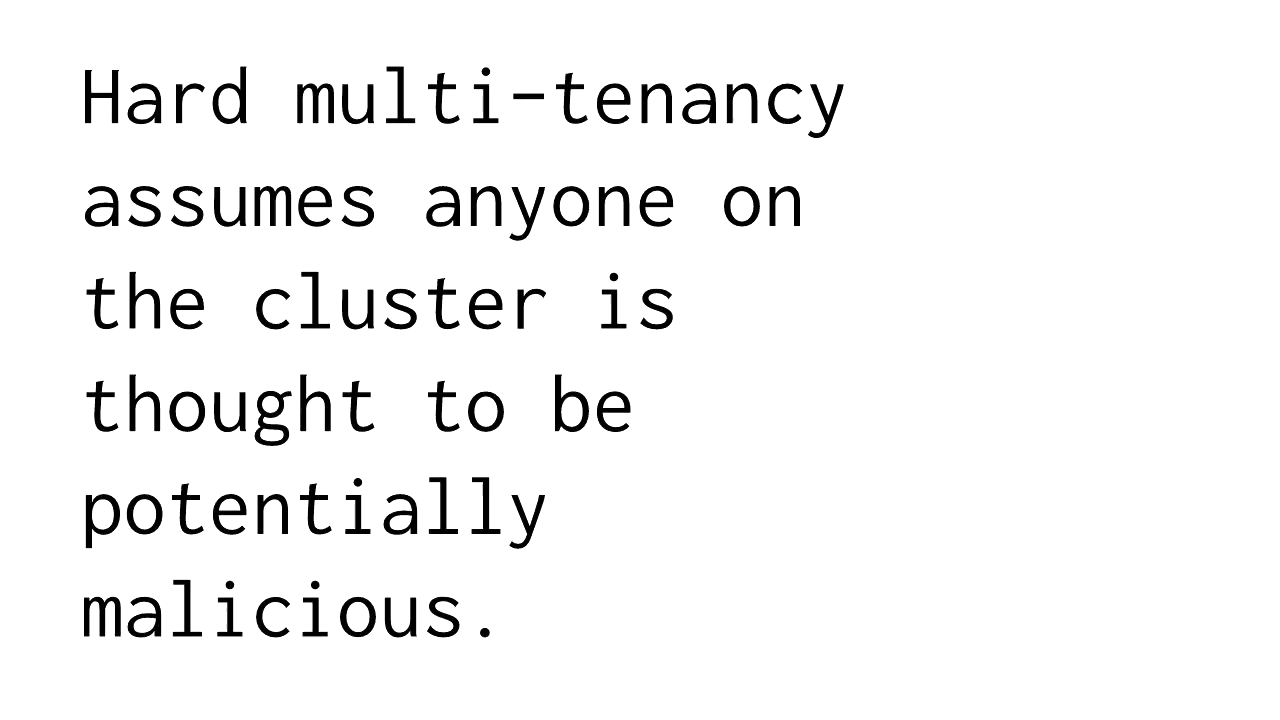 Hard multi-tenancy
assumes anyone on
the cluster is
thought to be
potentially
malicious.